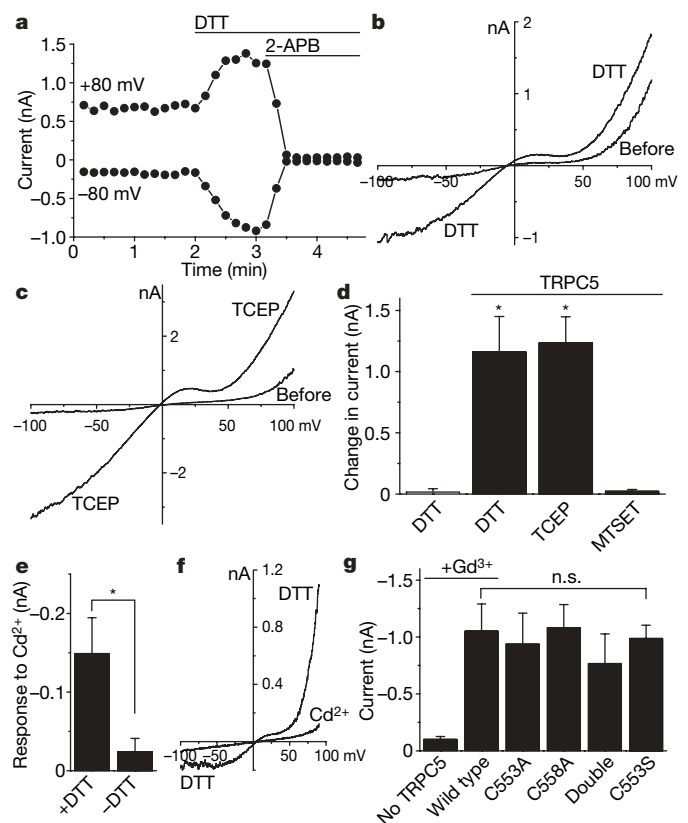 a
DTT
2-APB
1.5
1.0
0.5
0
−0.5
−1.0
Current (nA)
+80 mV
−80 mV
0
1
2
3
4
Time (min)
b
nA
2
1
−1
DTT
Before
DTT
−100
−50
50
100 mV
c
nA
2
−2
TCEP
Before
TCEP
−100
−50
50
100 mV
d
TRPC5
1.5
1.0
0.5
0
Change in current (nA)
*
*
DTT
DTT
TCEP
MTSET
e
−0.2
−0.1
0
Response to Cd²⁺ (nA)
*
+DTT
−DTT
f
nA
1.2
0.8
0.4
DTT
Cd²⁺
DTT
−100
−50
50
100 mV
g
+Gd³⁺
n.s.
−1.5
−1.0
−0.5
0
Current (nA)
No TRPC5
Wild type
C553A
C558A
Double
C553S